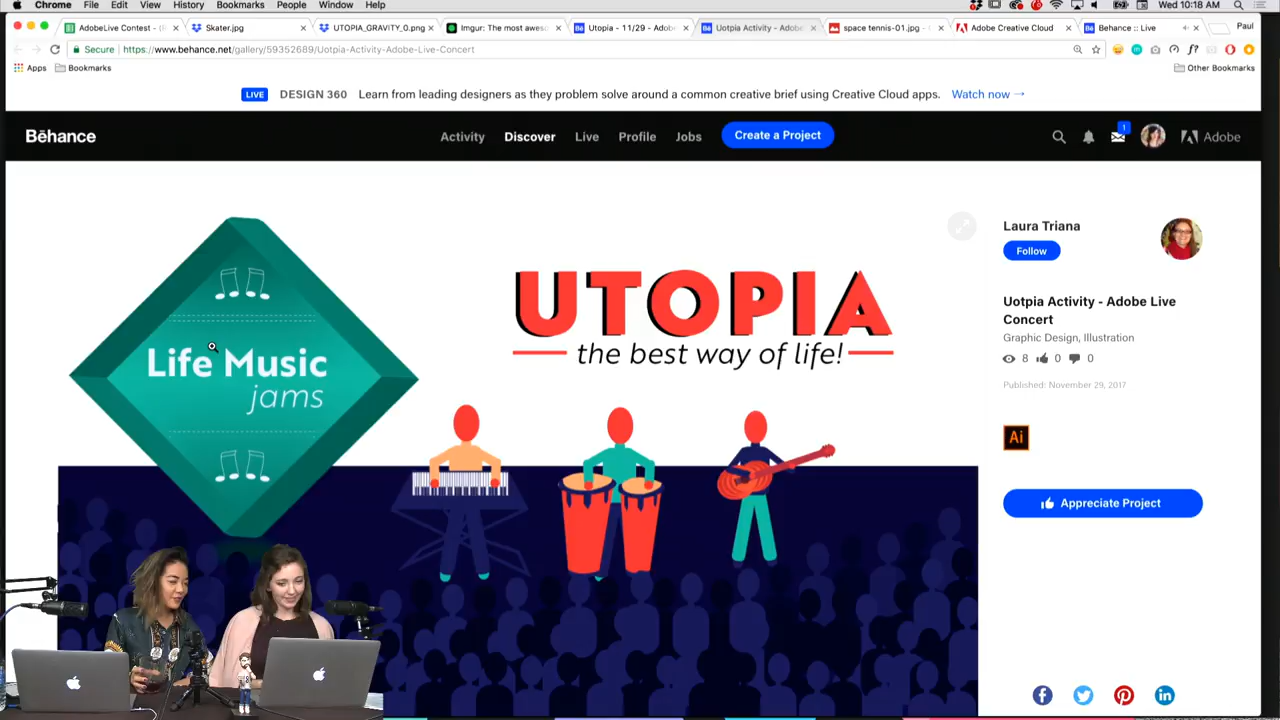 Chrome File Edit View History Bookmarks People Window Help
Wed 10:18 AM
AdobeLive Contest - (
Skater.jpg
UTOPIA_GRAVITY_0.png
Imgur: The most awes
Utopia - 11/29 - Adob
Uotpia Activity - Adob
space tennis-01.jpg -
Adobe Creative Cloud
Behance :: Live
Paul
Secure https://www.behance.net/gallery/59352689/Uotpia-Activity-Adobe-Live-Concert
Apps Bookmarks
Other Bookmarks
LIVE DESIGN 360 Learn from leading designers as they problem solve around a common creative brief using Creative Cloud apps. Watch now →
Bēhance
Activity Discover Live Profile Jobs Create a Project
1
Adobe
Life Music
jams
UTOPIA
the best way of life!
Laura Triana
Follow
Uotpia Activity - Adobe Live
Concert
Graphic Design, Illustration
8 0 0
Published: November 29, 2017
Ai
Appreciate Project